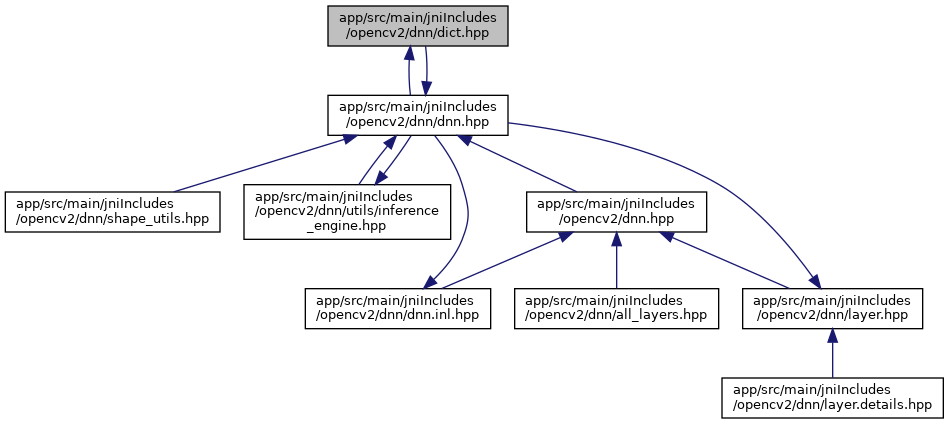 app/src/main/jniIncludes
/opencv2/dnn/dict.hpp
app/src/main/jniIncludes
/opencv2/dnn/dnn.hpp
app/src/main/jniIncludes
/opencv2/dnn/shape_utils.hpp
app/src/main/jniIncludes
/opencv2/dnn/utils/inference
_engine.hpp
app/src/main/jniIncludes
/opencv2/dnn.hpp
app/src/main/jniIncludes
/opencv2/dnn/dnn.inl.hpp
app/src/main/jniIncludes
/opencv2/dnn/all_layers.hpp
app/src/main/jniIncludes
/opencv2/dnn/layer.hpp
app/src/main/jniIncludes
/opencv2/dnn/layer.details.hpp